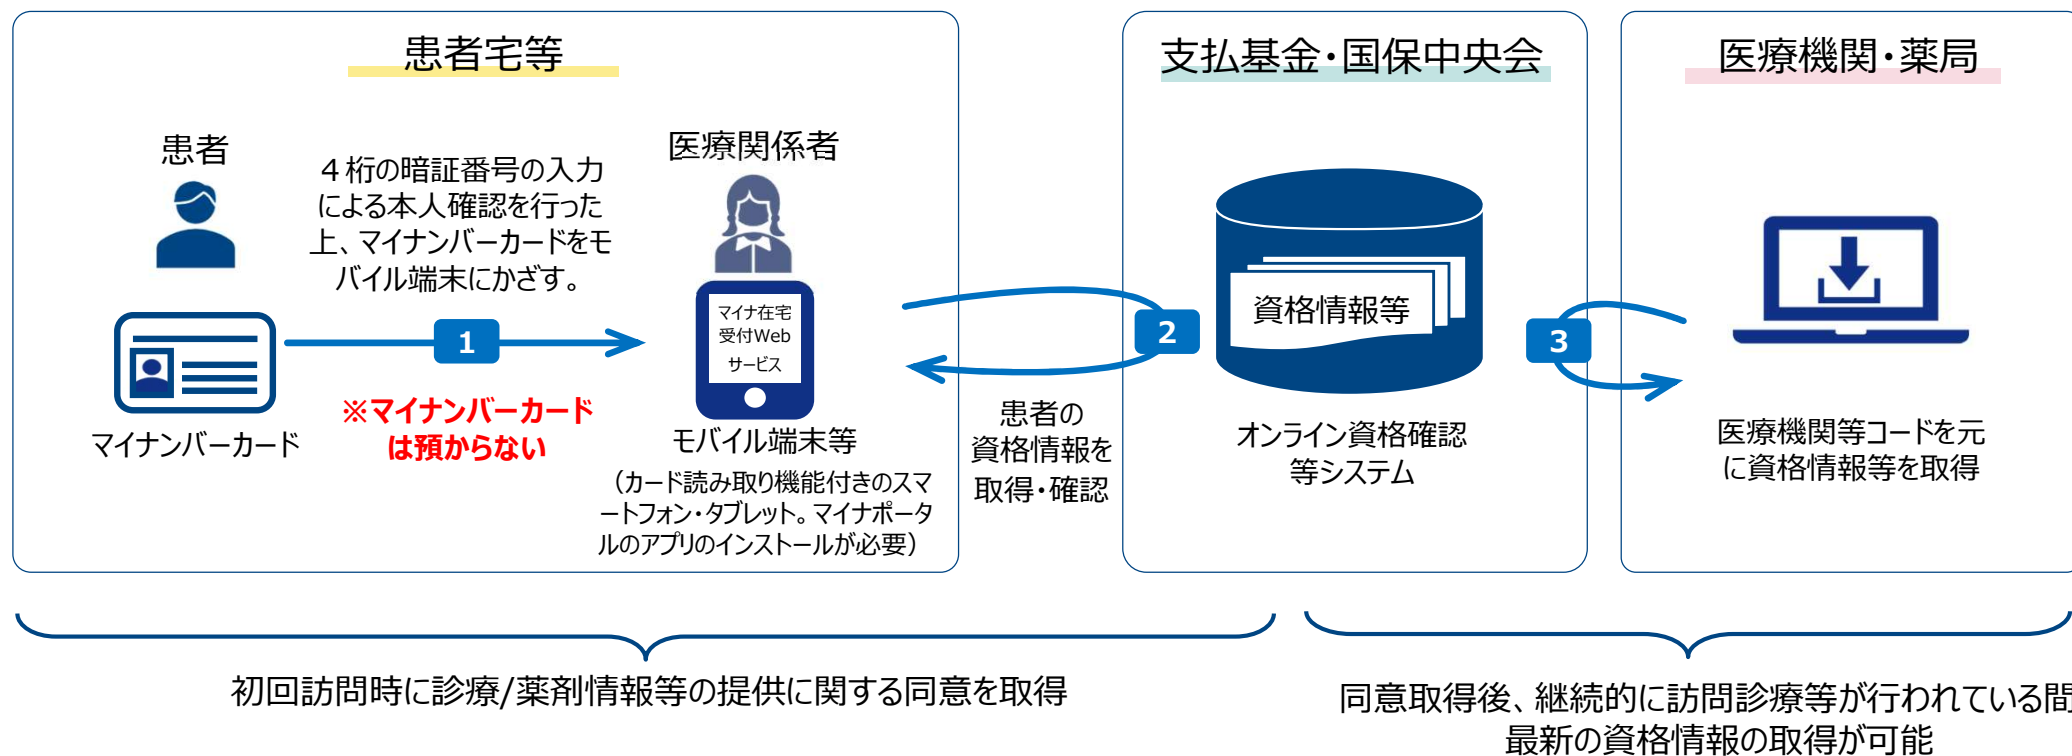 患者宅等
患者
４桁の暗証番号の入力
による本人確認を行った
上、マイナンバーカードをモ
バイル端末にかざす。
医療関係者
マイナ在宅
受付Web
サービス
1
※マイナンバーカード
は預からない
マイナンバーカード
モバイル端末等
（カード読み取り機能付きのスマ
ートフォン・タブレット。マイナポータ
ルのアプリのインストールが必要）
2
患者の
資格情報を
取得・確認
支払基金・国保中央会
資格情報等
オンライン資格確認
等システム
3
医療機関・薬局
医療機関等コードを元
に資格情報等を取得
初回訪問時に診療/薬剤情報等の提供に関する同意を取得
同意取得後、継続的に訪問診療等が行われている間
最新の資格情報の取得が可能